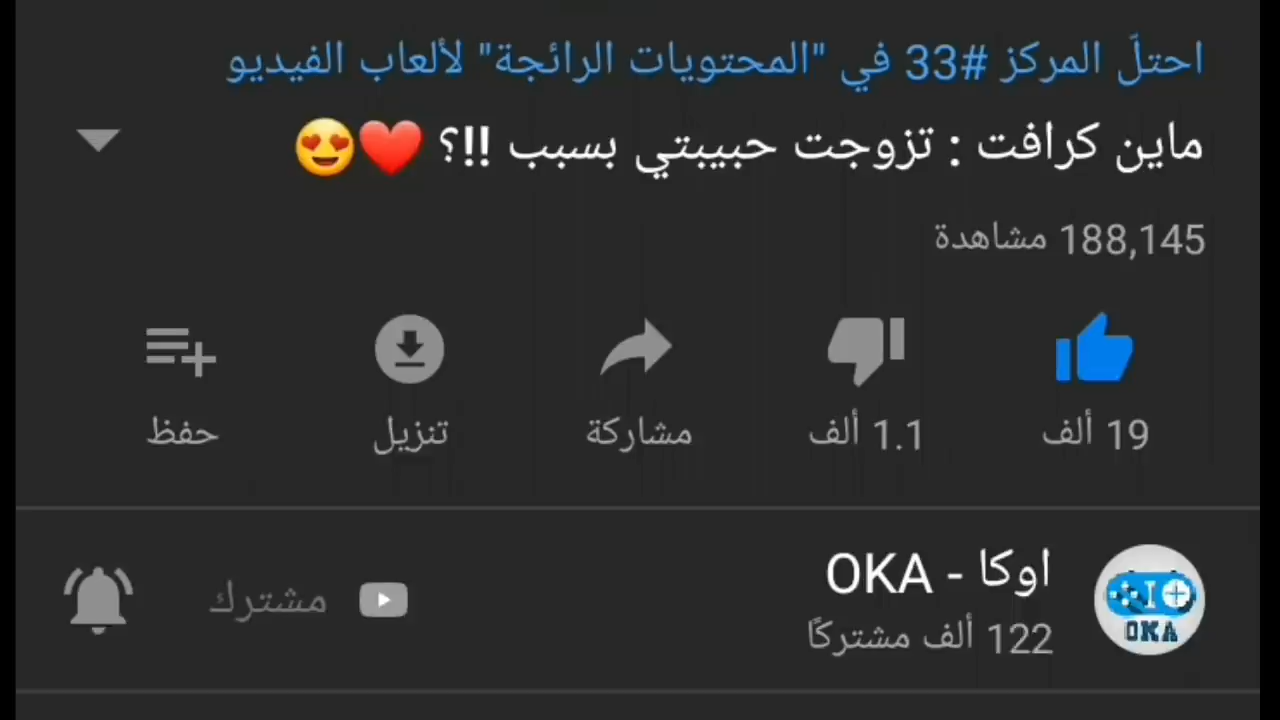 احتلّ المركز #33 في "المحتويات الرائجة" لألعاب الفيديو
ماين كرافت : تزوجت حبيبتي بسبب !!؟ ❤️😍
188,145 مشاهدة
19 ألف
1.1 ألف
مشاركة
تنزيل
حفظ
اوكا - OKA
122 ألف مشتركًا
مشترك
OKA